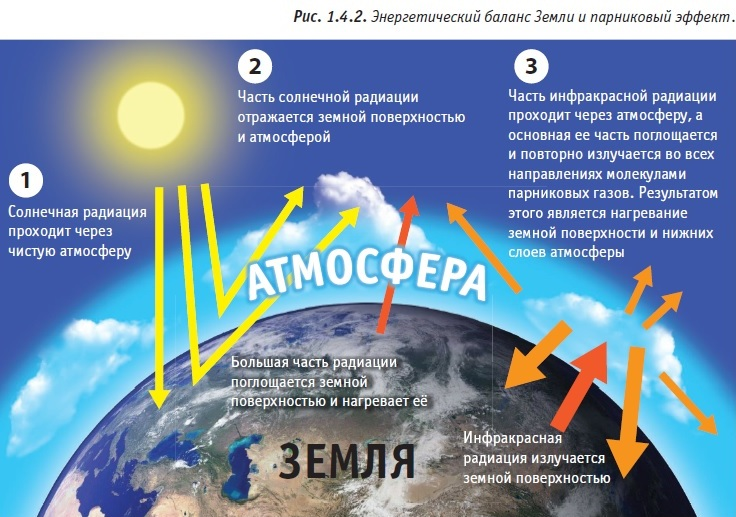 Рис. 1.4.2. Энергетический баланс Земли и парниковый эффект.
1
Солнечная радиация
проходит через
чистую атмосферу
2
Часть солнечной радиации
отражается земной поверхностью
и атмосферой
3
Часть инфракрасной радиации
проходит через атмосферу, а
основная ее часть поглощается
и повторно излучается во всех
направлениях молекулами
парниковых газов. Результатом
этого является нагревание
земной поверхности и нижних
слоев атмосферы
АТМОСФЕРА
Большая часть радиации
поглощается земной
поверхностью и нагревает её
ЗЕМЛЯ
Инфракрасная
радиация излучается
земной поверхностью